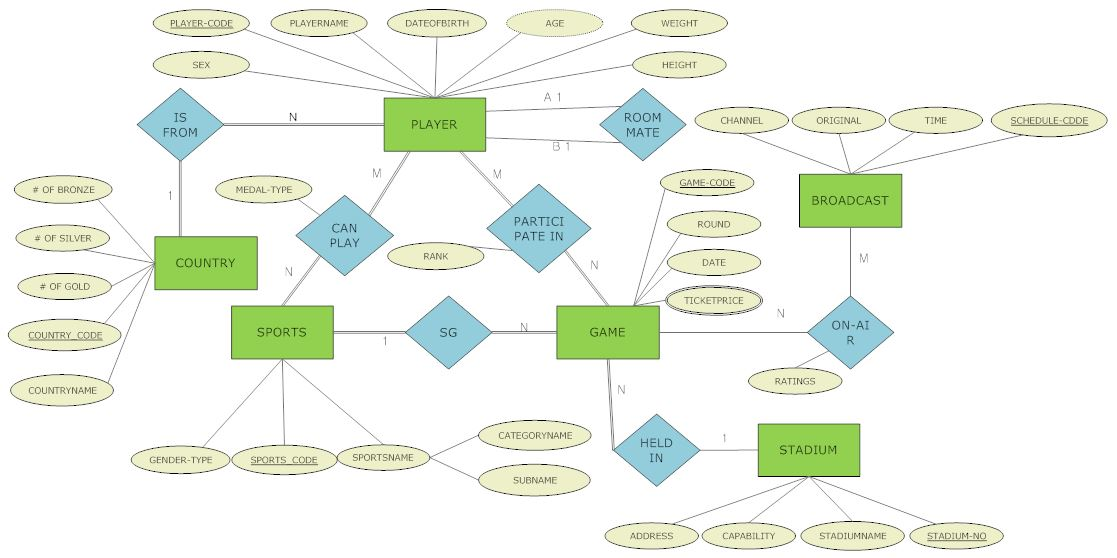 PLAYER-CODE
PLAYERNAME
DATEOFBIRTH
AGE
WEIGHT
SEX
HEIGHT
IS
FROM
N
PLAYER
A 1
B 1
ROOM
MATE
CHANNEL
ORIGINAL
TIME
SCHEDULE-CDDE
BROADCAST
1
M
M
# OF BRONZE
# OF SILVER
# OF GOLD
COUNTRY_CODE
COUNTRYNAME
COUNTRY
MEDAL-TYPE
CAN
PLAY
N
PARTICI
PATE IN
RANK
N
GAME-CODE
ROUND
DATE
TICKETPRICE
M
SPORTS
1
SG
N
GAME
N
ON-AI
R
RATINGS
GENDER-TYPE
SPORTS_CODE
SPORTSNAME
CATEGORYNAME
SUBNAME
N
HELD
IN
1
STADIUM
ADDRESS
CAPABILITY
STADIUMNAME
STADIUM-NO